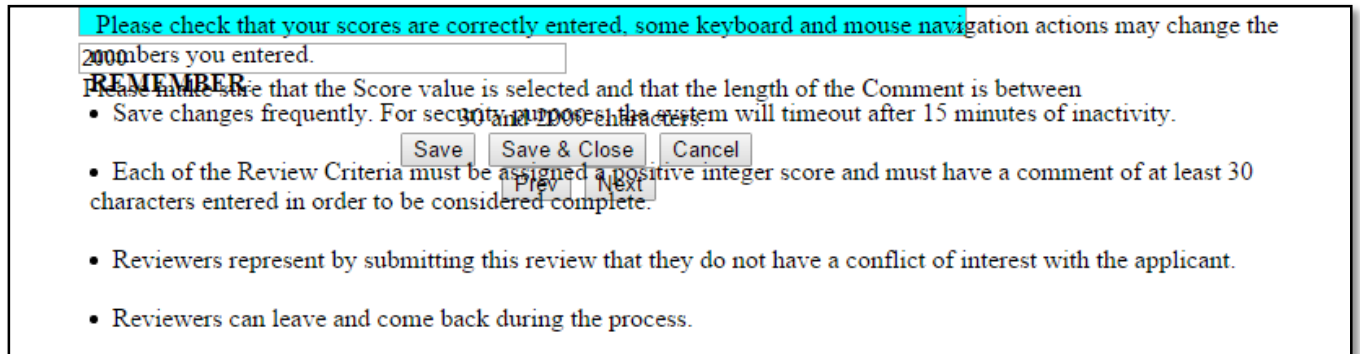 Please check that your scores are correctly entered, some keyboard and mouse navigation actions may change the
numbers you entered.
2000
REMEMBER
Please make sure that the Score value is selected and that the length of the Comment is between
• Save changes frequently. For security purposes, the system will timeout after 15 minutes of inactivity.
30 and 2000 characters.
Save Save & Close Cancel
• Each of the Review Criteria must be assigned a positive integer score and must have a comment of at least 30
Prev Next
characters entered in order to be considered complete.
• Reviewers represent by submitting this review that they do not have a conflict of interest with the applicant.
• Reviewers can leave and come back during the process.